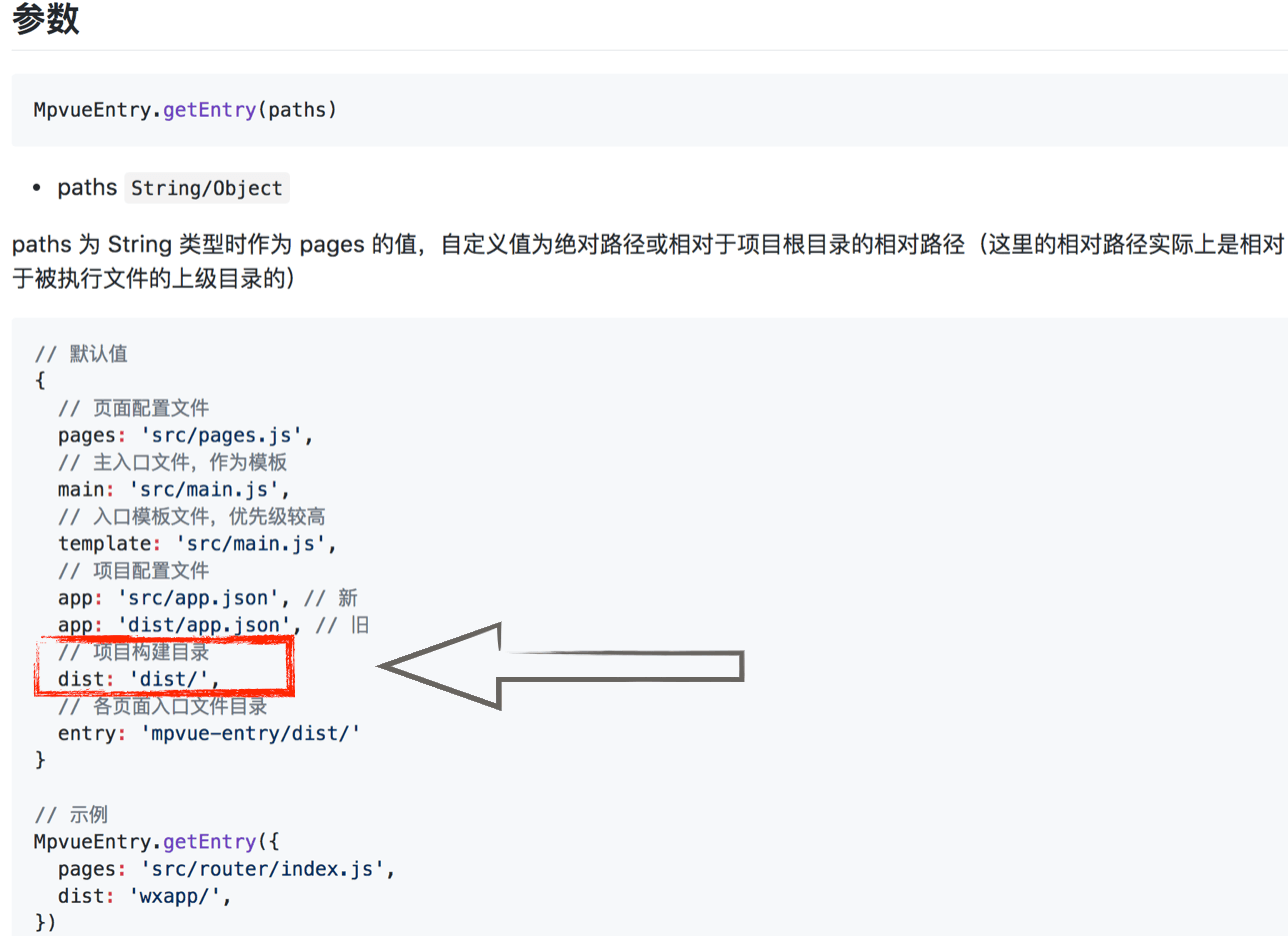 参数
MpvueEntry.getEntry(paths)
• paths String/Object
paths 为 String 类型时作为 pages 的值，自定义值为绝对路径或相对于项目根目录的相对路径（这里的相对路径实际上是相对
于被执行文件的上级目录的）
// 默认值
{
// 页面配置文件
pages: 'src/pages.js',
// 主入口文件，作为模板
main: 'src/main.js',
// 入口模板文件，优先级较高
template: 'src/main.js',
// 项目配置文件
app: 'src/app.json', // 新
app: 'dist/app.json', // 旧
// 项目构建目录
dist: 'dist/',
// 各页面入口文件目录
entry: 'mpvue-entry/dist/'
}
// 示例
MpvueEntry.getEntry({
pages: 'src/router/index.js',
dist: 'wxapp/',
})